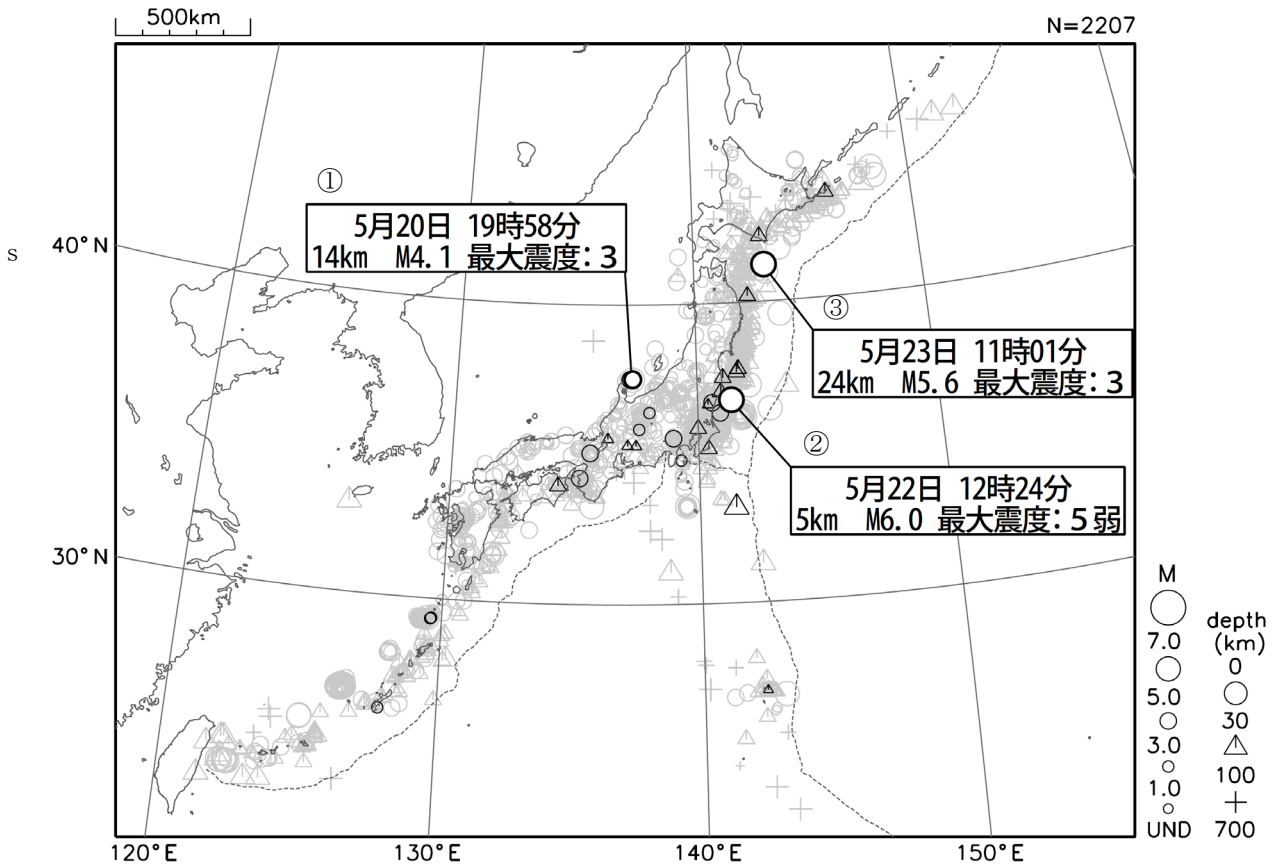 500km
N=2207
①
5月20日 19時58分
14km M4.1 最大震度:3
S
40°N
③
5月23日 11時01分
24km M5.6 最大震度:3
②
5月22日 12時24分
5km M6.0 最大震度:5弱
30°N
M
7.0
5.0
3.0
1.0
UND
depth
(km)
0
30
100
700
120°E
130°E
140°E
150°E